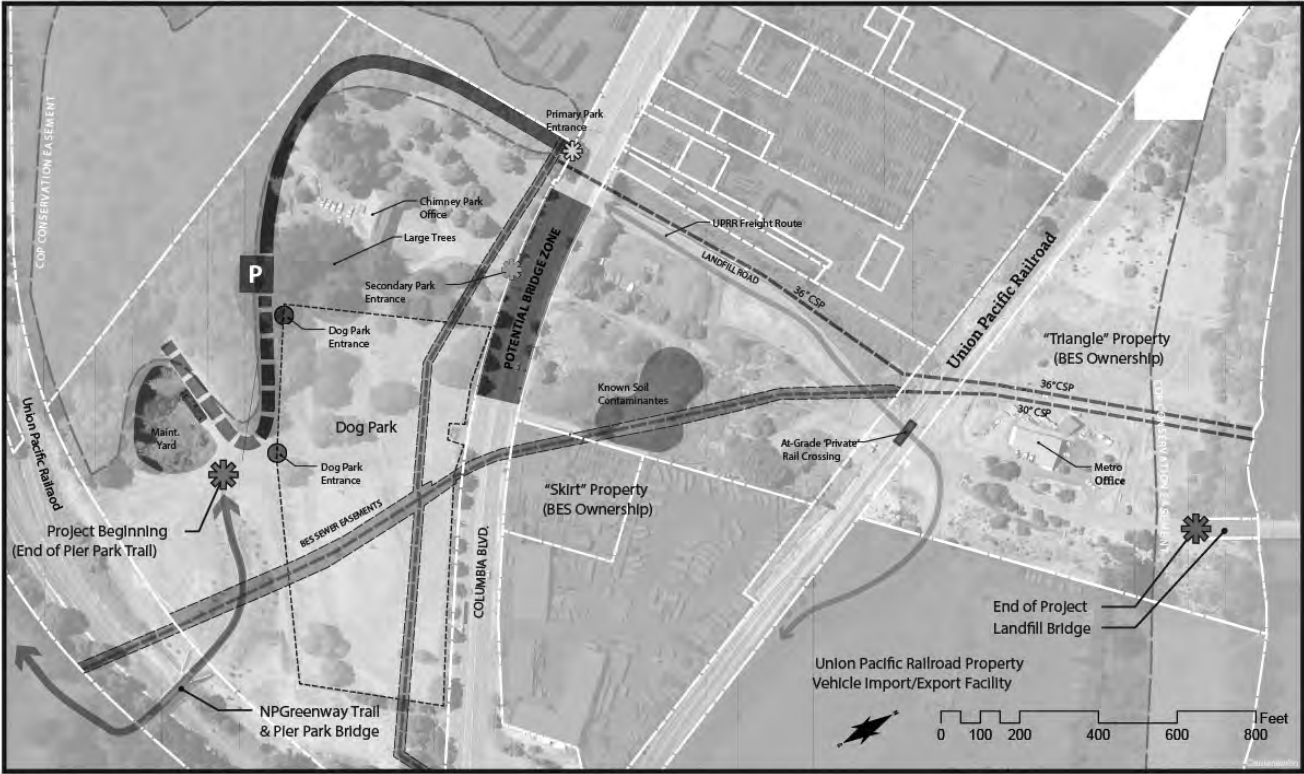 COP CONSERVATION EASEMENT
Primary Park
Entrance
Chimney Park
Office
Large Trees
P
Secondary Park
Entrance
POTENTIAL BRIDGE ZONE
UPRR Freight Route
LANDFILL ROAD
36" CSP
Union Pacific Railroad
"Triangle" Property
(BES Ownership)
Dog Park
Entrance
Known Soil
Contaminantes
36"CSP
30" CSP
Union Pacific Railraod
Maint.
Yard
Dog Park
At-Grade 'Private'
Rail Crossing
Metro
Office
Dog Park
Entrance
"Skirt" Property
(BES Ownership)
BES SEWER EASEMENTS
Project Beginning
(End of Pier Park Trail)
COLUMBIA BLVD.
End of Project
Landfill Bridge
Union Pacific Railroad Property
Vehicle Import/Export Facility
NPGreenway Trail
& Pier Park Bridge
Feet
0 100 200 400 600 800